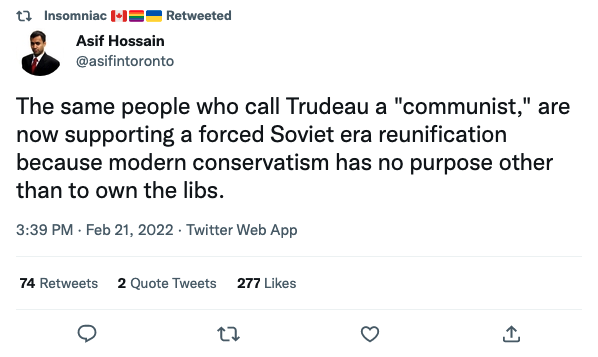 Insomniac 🇨🇦🏳️‍🌈🇺🇦 Retweeted
Asif Hossain
@asifintoronto
The same people who call Trudeau a "communist," are
now supporting a forced Soviet era reunification
because modern conservatism has no purpose other
than to own the libs.
3:39 PM · Feb 21, 2022 · Twitter Web App
74 Retweets 2 Quote Tweets 277 Likes